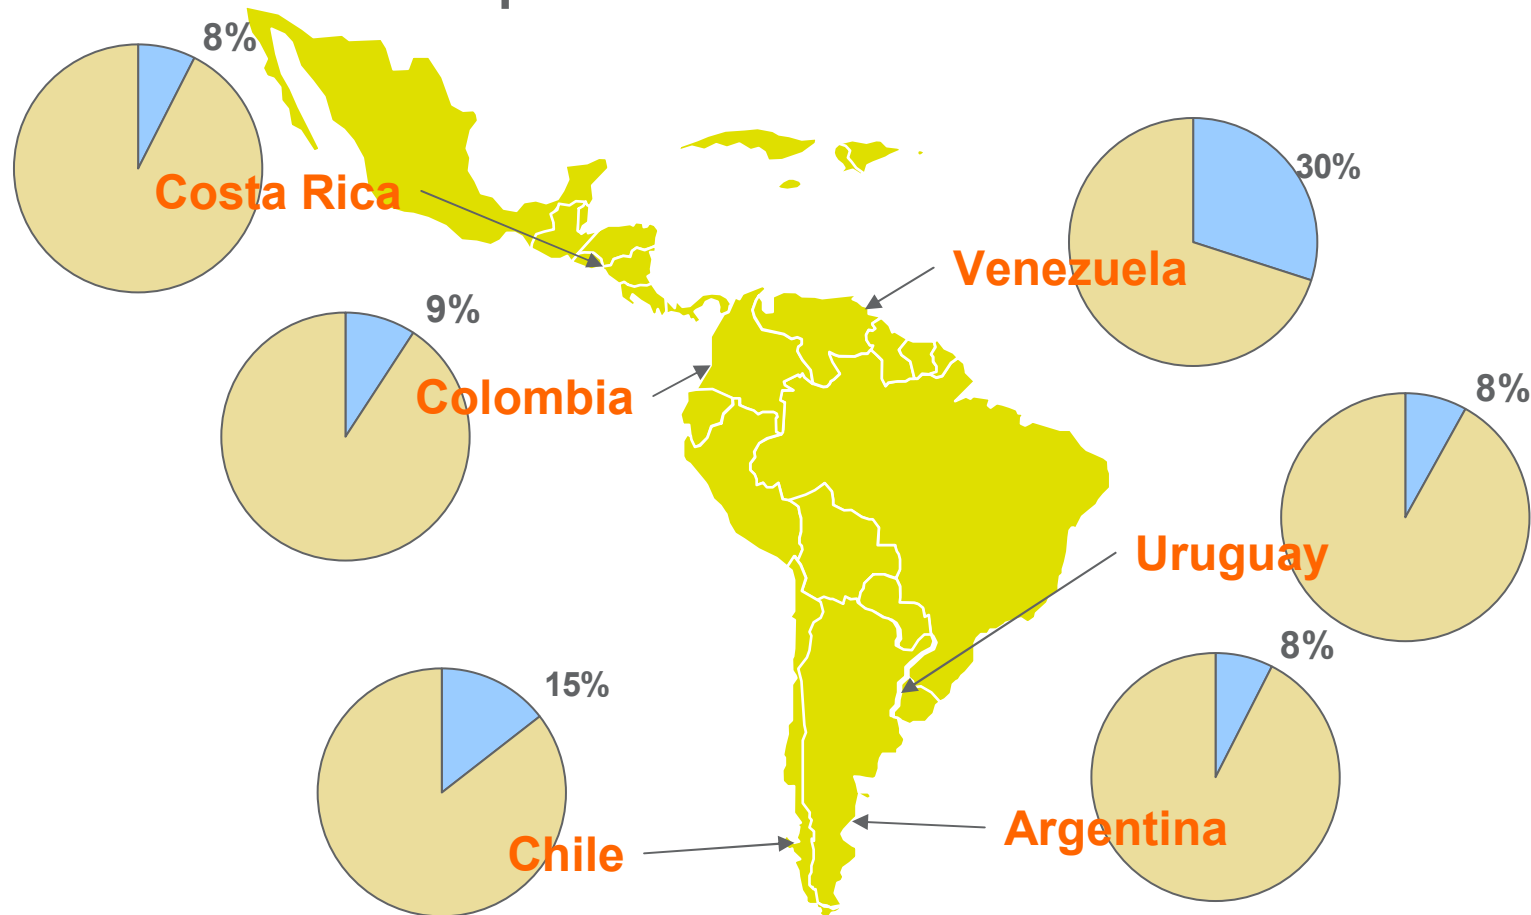 8%
Costa Rica
30%
Venezuela
9%
Colombia
8%
Uruguay
15%
Chile
8%
Argentina